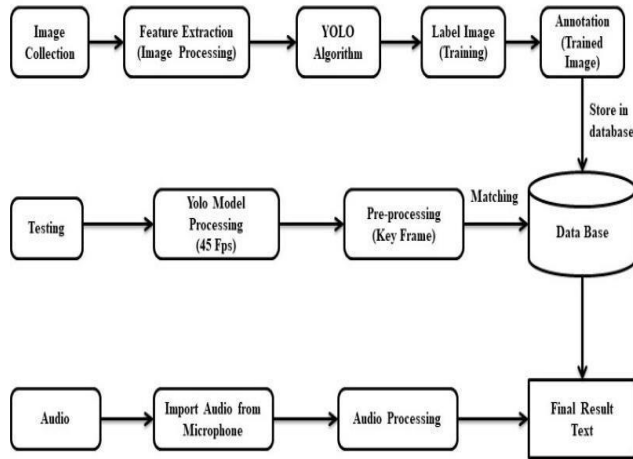 Image
Collection
Feature Extraction
(Image Processing)
YOLO
Algorithm
Label Image
(Training)
Annotation
(Trained
Image)
Store in
database
Testing
Yolo Model
Processing
(45 Fps)
Pre-processing
(Key Frame)
Matching
Data Base
Audio
Import Audio from
Microphone
Audio Processing
Final Result
Text